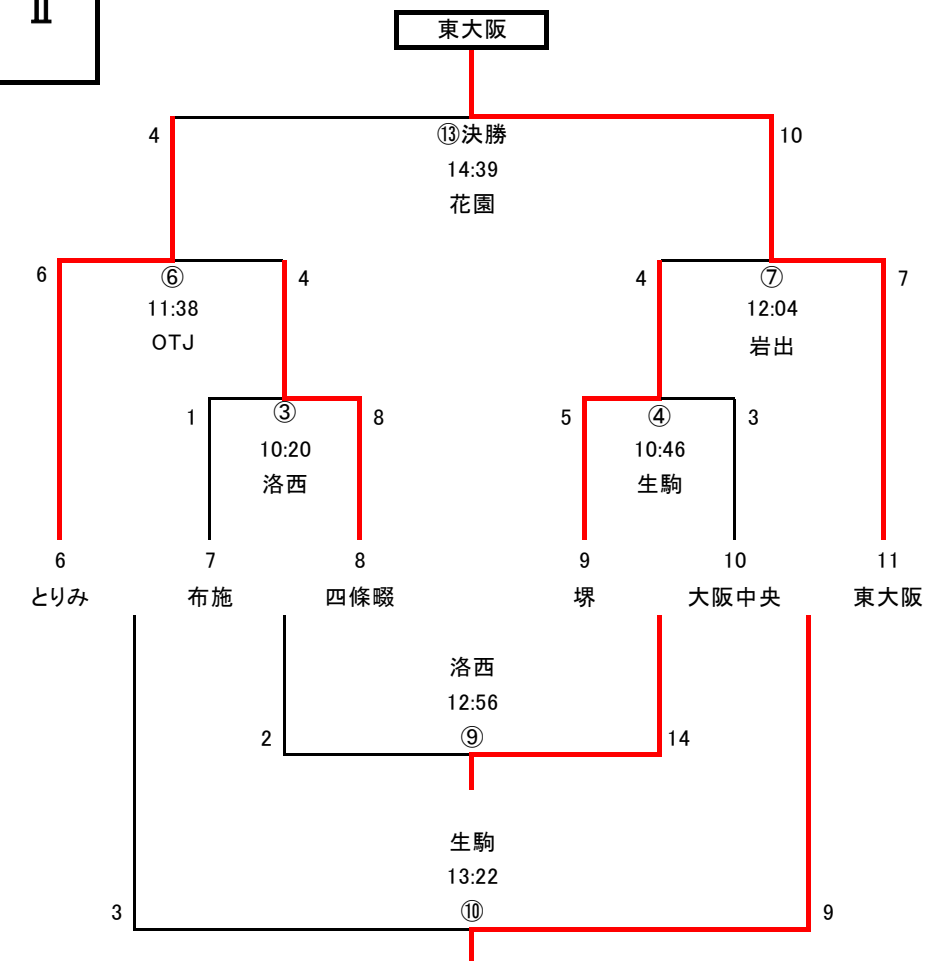 Ⅱ
東大阪
4
⑬決勝
10
14:39
花園
6
⑥
4
4
⑦
7
11:38
12:04
OTJ
岩出
1
③
8
5
④
3
10:20
10:46
洛西
生駒
6
7
8
9
10
11
とりみ
布施
四條畷
堺
大阪中央
東大阪
洛西
12:56
2
⑨
14
生駒
13:22
3
⑩
9